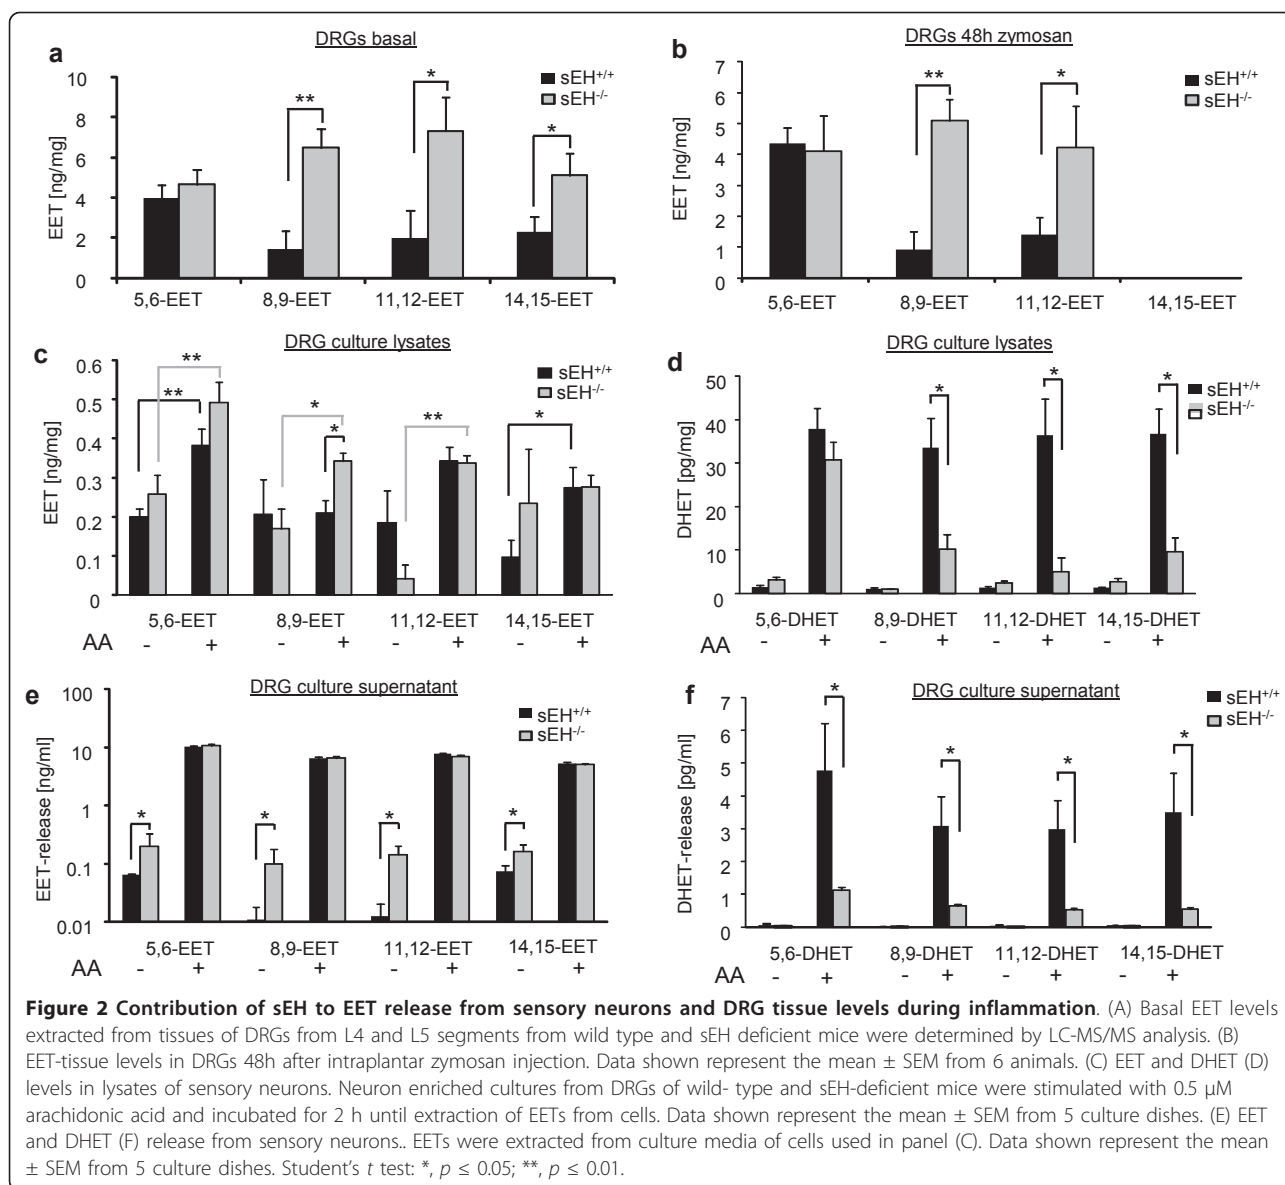 a
DRGs basal
sEH+/+
sEH-/-
EET [ng/mg]
10
8
6
4
2
0
**
*
*
5,6-EET 8,9-EET 11,12-EET 14,15-EET
b
DRGs 48h zymosan
sEH+/+
sEH-/-
EET [ng/mg]
7
6
5
4
3
2
1
0
**
*
5,6-EET 8,9-EET 11,12-EET 14,15-EET
c
DRG culture lysates
sEH+/+
sEH-/-
EET [ng/mg]
0.6
0.5
0.4
0.3
0.2
0.1
0
**
**
*
*
**
*
5,6-EET 8,9-EET 11,12-EET 14,15-EET
AA - + - + - + - +
d
DRG culture lysates
sEH+/+
sEH-/-
DHET [pg/mg]
50
40
30
20
10
0
*
*
*
5,6-DHET 8,9-DHET 11,12-DHET 14,15-DHET
- + - + - + - +
e
DRG culture supernatant
sEH+/+
sEH-/-
EET-release [ng/ml]
100
10
1
0.1
0.01
*
*
*
*
5,6-EET 8,9-EET 11,12-EET 14,15-EET
AA - + - + - + - +
f
DRG culture supernatant
sEH+/+
sEH-/-
DHET-release [pg/ml]
7
6
5
4
3
2
1
0
*
*
*
*
5,6-DHET 8,9-DHET 11,12-DHET 14,15-DHET
- + - + - + - +
Figure 2 Contribution of sEH to EET release from sensory neurons and DRG tissue levels during inflammation. (A) Basal EET levels
extracted from tissues of DRGs from L4 and L5 segments from wild type and sEH deficient mice were determined by LC-MS/MS analysis. (B)
EET-tissue levels in DRGs 48h after intraplantar zymosan injection. Data shown represent the mean ± SEM from 6 animals. (C) EET and DHET (D)
levels in lysates of sensory neurons. Neuron enriched cultures from DRGs of wild- type and sEH-deficient mice were stimulated with 0.5 μM
arachidonic acid and incubated for 2 h until extraction of EETs from cells. Data shown represent the mean ± SEM from 5 culture dishes. (E) EET
and DHET (F) release from sensory neurons.. EETs were extracted from culture media of cells used in panel (C). Data shown represent the mean
± SEM from 5 culture dishes. Student's t test: *, p ≤ 0.05; **, p ≤ 0.01.